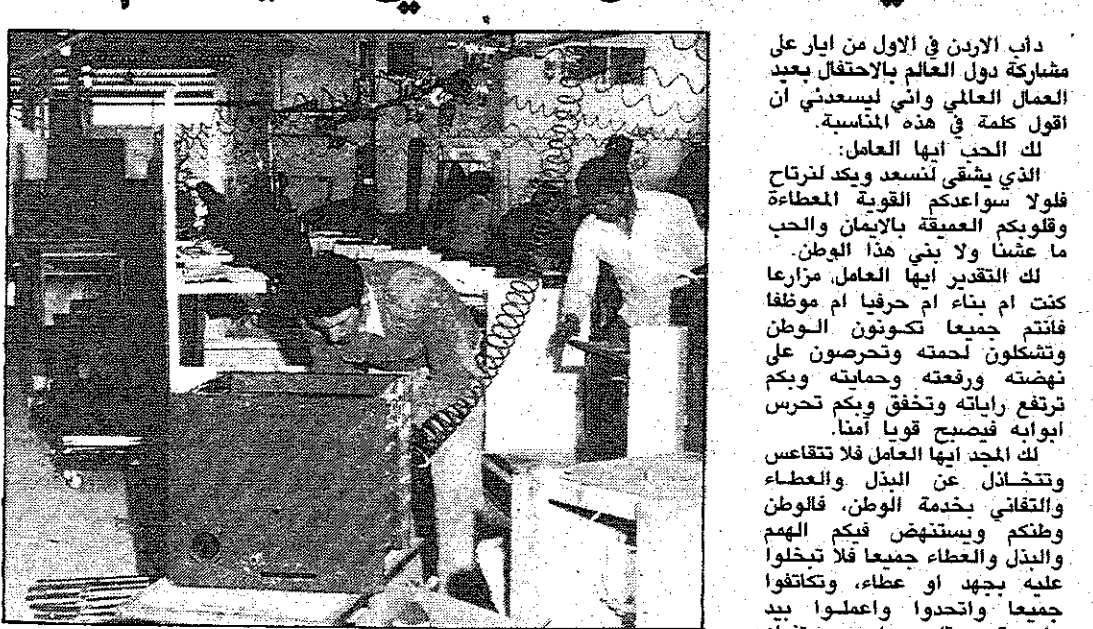 دأب الاردن في الاول من ايار على
مشاركة دول العالم بالاحتفال بعيد
العمال العالمي واني ليسعدني ان
اقول كلمة في هذه المناسبة.
لك الحب ايها العامل:
الذي يشقى لنسعد ويكد لنرتاح
فلولا سواعدكم القوية المعطاءة
وقلوبكم العميقة بالايمان والحب
ما عشنا ولا بني هذا الوطن.
لك التقدير ايها العامل، مزارعا
كنت ام بناء ام حرفيا ام موظفا
فانتم جميعا تكونون الوطن
وتشكلون لحمته وتحرصون على
نهضته ورفعته وحمايته وبكم
ترتفع راياته وتخفق وبكم تحرس
ابوابه فيصبح قويا آمنا.
لك المجد ايها العامل فلا تتقاعس
وتتخاذل عن البذل والعطاء
والتفاني بخدمة الوطن، فالوطن
وطنكم ويستنهض فيكم الهمم
والبذل والعطاء جميعا فلا تبخلوا
عليه بجهد او عطاء، وتكاتفوا
جميعا واتحدوا واعملوا بيد